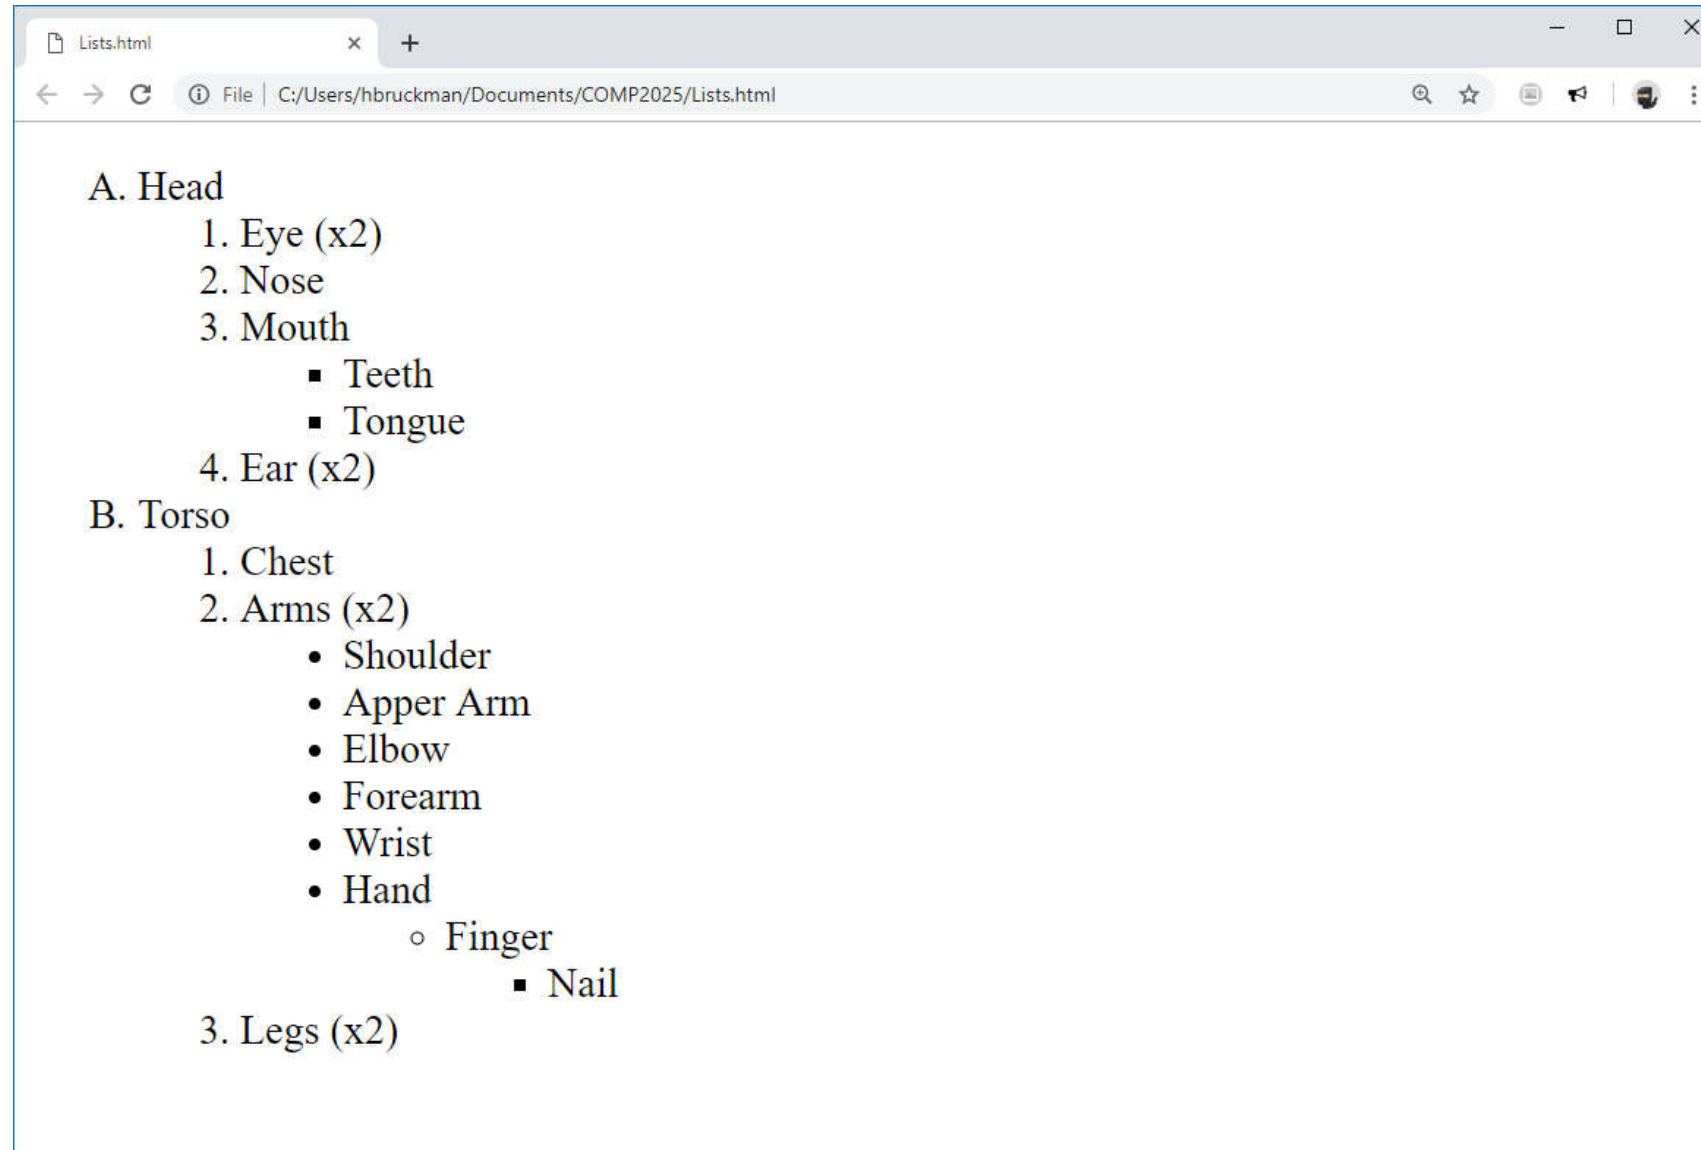 Lists.html
File C:/Users/hbruckman/Documents/COMP2025/Lists.html
A. Head
1. Eye (x2)
2. Nose
3. Mouth
▪ Teeth
▪ Tongue
4. Ear (x2)
B. Torso
1. Chest
2. Arms (x2)
• Shoulder
• Apper Arm
• Elbow
• Forearm
• Wrist
• Hand
◦ Finger
▪ Nail
3. Legs (x2)